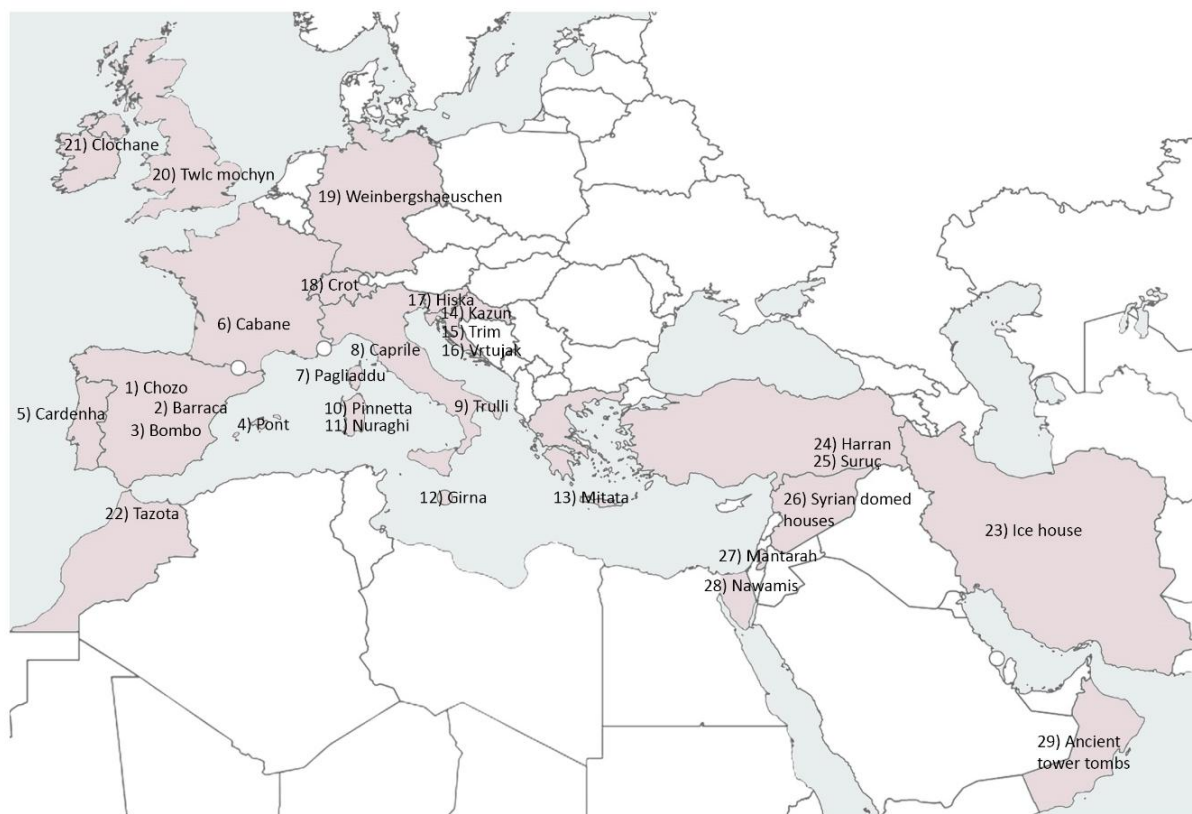 21) Clochane
20) Twlc mochyn
19) Weinbergshaeuschen
18) Crot
17) Hiska
14) Kazun
15) Trim
16) Vrtujak
6) Cabane
8) Caprile
7) Pagliaddu
1) Chozo
2) Barraca
3) Bombo
5) Cardenha
4) Pont
10) Pinnetta
11) Nuraghi
9) Trulli
12) Girna
13) Mitata
22) Tazota
24) Harran
25) Suruç
26) Syrian domed
houses
23) Ice house
27) Mantarah
28) Nawamis
29) Ancient
tower tombs